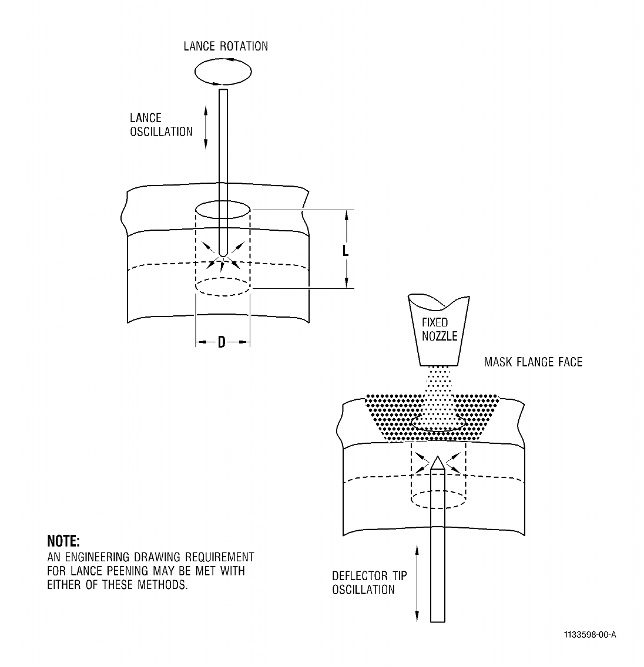 LANCE ROTATION
LANCE
OSCILLATION
L
D
FIXED
NOZZLE
MASK FLANGE FACE
NOTE:
AN ENGINEERING DRAWING REQUIREMENT
FOR LANCE PEENING MAY BE MET WITH
EITHER OF THESE METHODS.
DEFLECTOR TIP
OSCILLATION
1133598-00-A